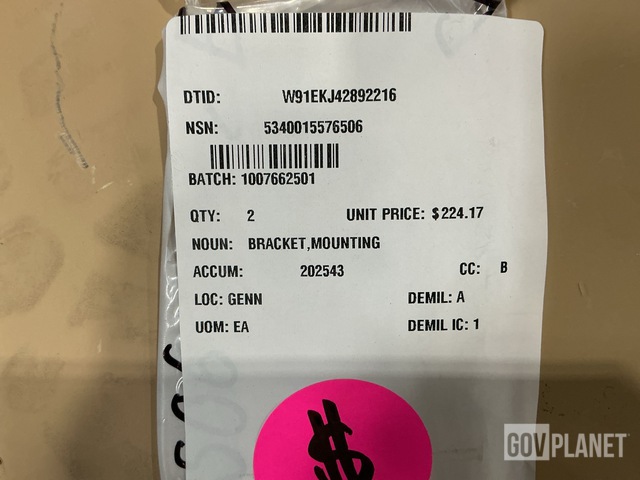 DTID: W91EKJ42892216
NSN: 5340015576506
BATCH: 1007662501
QTY: 2 UNIT PRICE: $224.17
NOUN: BRACKET,MOUNTING
ACCUM: 202543 CC: B
LOC: GENN DEMIL: A
UOM: EA DEMIL IC: 1
$
GOVPLANET